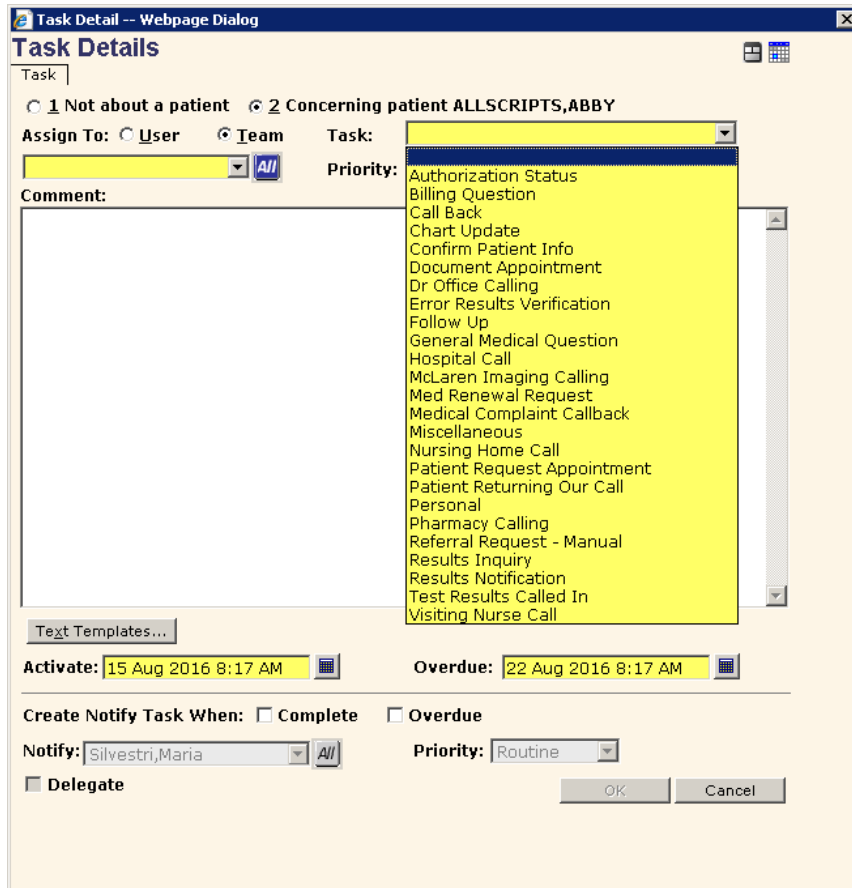 Task Detail -- Webpage Dialog
Task Details
Task
1 Not about a patient 2 Concerning patient ALLSCRIPTS,ABBY
Assign To: User Team Task:
All Priority:
Comment:
Authorization Status
Billing Question
Call Back
Chart Update
Confirm Patient Info
Document Appointment
Dr Office Calling
Error Results Verification
Follow Up
General Medical Question
Hospital Call
McLaren Imaging Calling
Med Renewal Request
Medical Complaint Callback
Miscellaneous
Nursing Home Call
Patient Request Appointment
Patient Returning Our Call
Personal
Pharmacy Calling
Referral Request - Manual
Results Inquiry
Results Notification
Test Results Called In
Visiting Nurse Call
Text Templates...
Activate: 15 Aug 2016 8:17 AM Overdue: 22 Aug 2016 8:17 AM
Create Notify Task When: Complete Overdue
Notify: Silvestri,Maria All Priority: Routine
Delegate OK Cancel